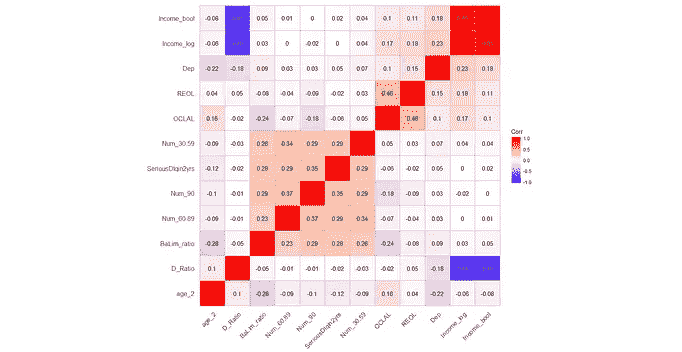 Income_bool -0.08 0.05 0.01 0 0.02 0.04 0.1 0.11 0.18
Income_log -0.06 0.03 0 -0.02 0 0.04 0.17 0.18 0.23
Dep -0.22 -0.18 0.09 0.03 0.03 0.05 0.07 0.1 0.15 0.23 0.18
REOL 0.04 0.05 -0.08 -0.04 -0.09 -0.02 0.03 0.46 0.15 0.18 0.11
OCLAL 0.16 -0.02 -0.24 -0.07 -0.18 -0.06 0.05 0.46 0.1 0.17 0.1
Num_30.59 -0.09 -0.03 0.26 0.34 0.29 0.29 0.05 0.03 0.07 0.04 0.04
SeriousDlqin2yrs -0.12 -0.02 0.29 0.29 0.35 0.29 -0.06 -0.02 0.05 0 0.02
Num_90 -0.1 -0.01 0.29 0.37 0.35 0.29 -0.18 -0.09 0.03 -0.02 0
Num_60.89 -0.09 -0.01 0.23 0.37 0.29 0.34 -0.07 -0.04 0.03 0 0.01
BaLim_ratio -0.26 -0.05 0.23 0.29 0.29 0.26 -0.24 -0.08 0.09 0.03 0.05
D_Ratio 0.1 -0.05 -0.01 -0.01 -0.02 -0.03 -0.02 0.05 -0.18
age_2 0.1 -0.26 -0.09 -0.1 -0.12 -0.09 0.16 0.04 -0.22 -0.06 -0.08
age_2 D_Ratio BaLim_ratio Num_60.89 Num_90 SeriousDlqin2yrs Num_30.59 OCLAL REOL Dep Income_log Income_bool
Corr
1.0
0.5
0.0
-0.5
-1.0